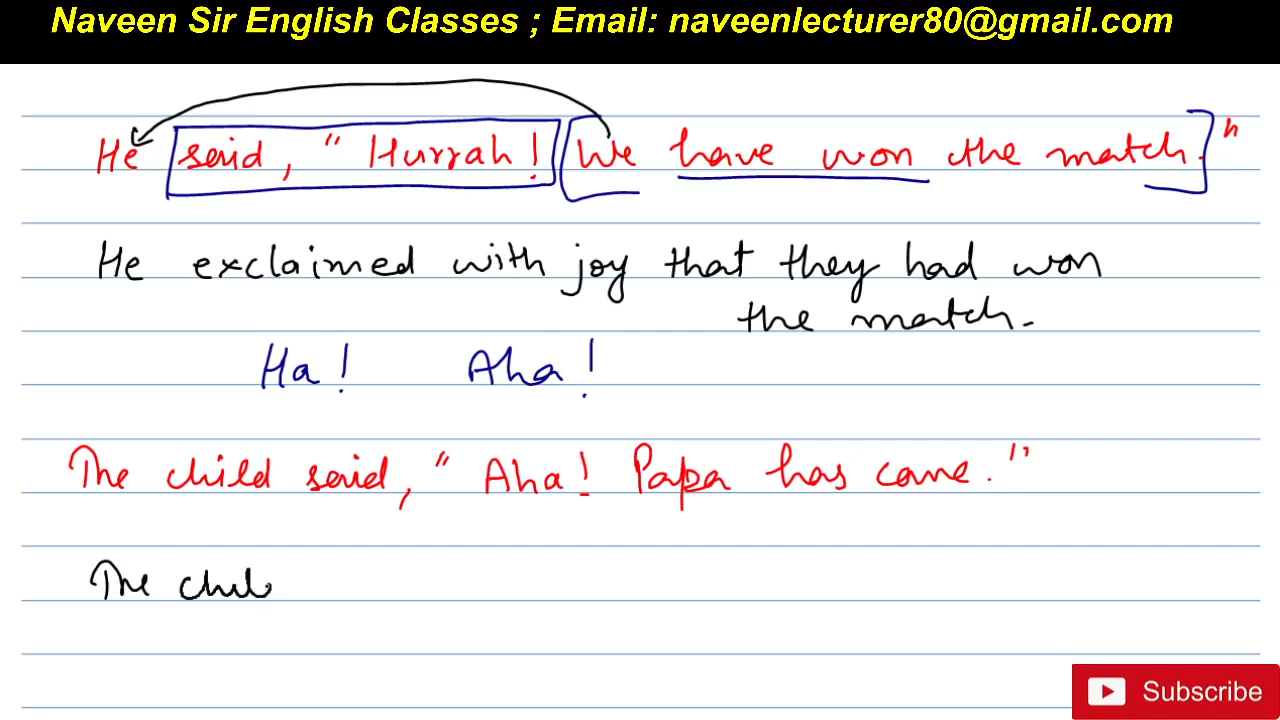 Naveen Sir English Classes ; Email: naveenlecturer80@gmail.com
He said, " Hurrah! We have won the match."
He exclaimed with joy that they had won
the match.
Ha! Aha!
The child said, " Aha! Papa has come."
The chil
Subscribe